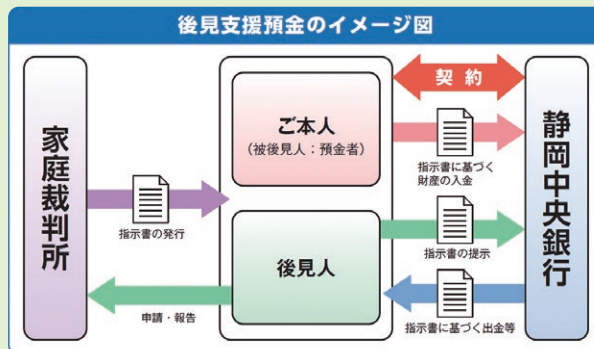 後見支援預金のイメージ図
家庭裁判所
指示書の発行
申請・報告
ご本人
（被後見人：預金者）
後見人
契約
指示書に基づく
財産の入金
指示書の提示
指示書に基づく出金等
静岡中央銀行